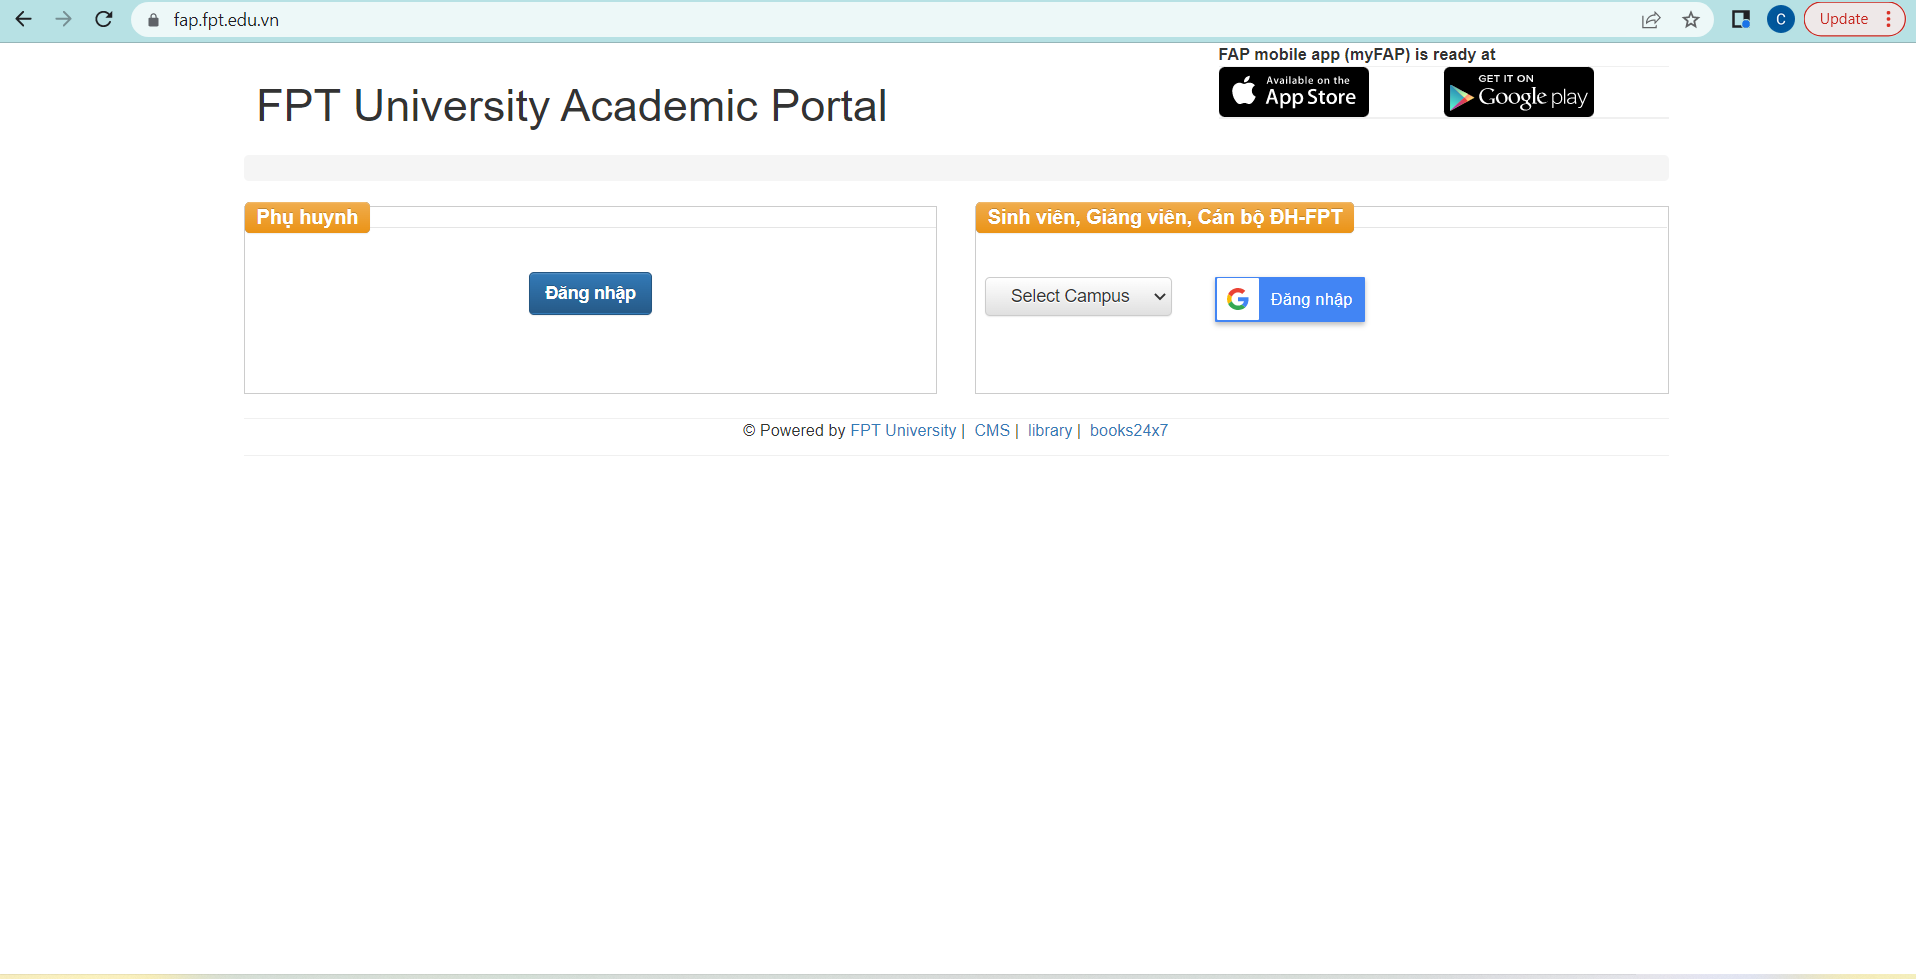 fap.fpt.edu.vn
C
Update
FAP mobile app (myFAP) is ready at
Available on the
App Store
GET IT ON
Google play
FPT University Academic Portal
Phụ huynh
Đăng nhập
Sinh viên, Giảng viên, Cán bộ ĐH-FPT
Select Campus
G Đăng nhập
© Powered by FPT University | CMS | library | books24x7